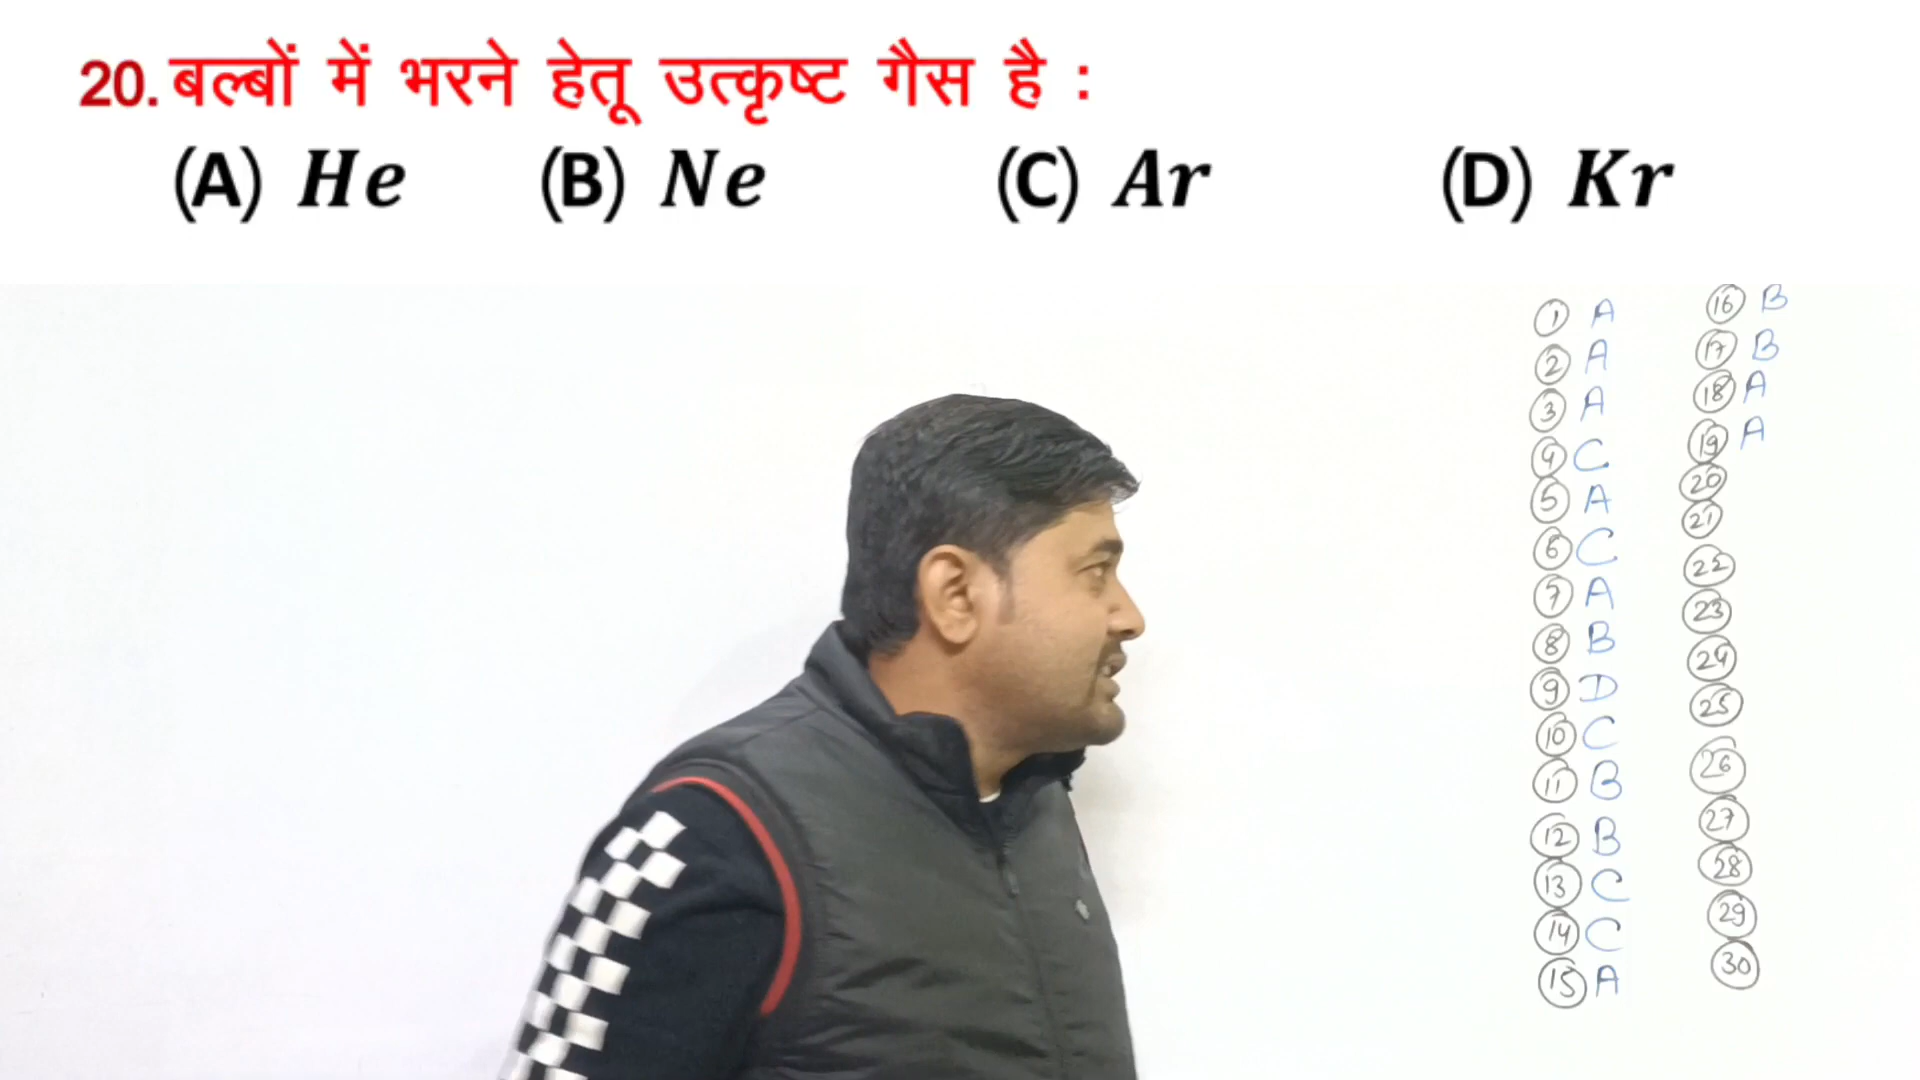 20. बल्बों में भरने हेतू उत्कृष्ट गैस है :
(A) He (B) Ne (C) Ar (D) Kr
1 A
2 A
3 A
4 C
5 A
6 C
7 A
8 B
9 D
10 C
11 B
12 B
13 C
14 C
15 A
16 B
17 B
18 A
19 A
20
21
22
23
24
25
26
27
28
29
30